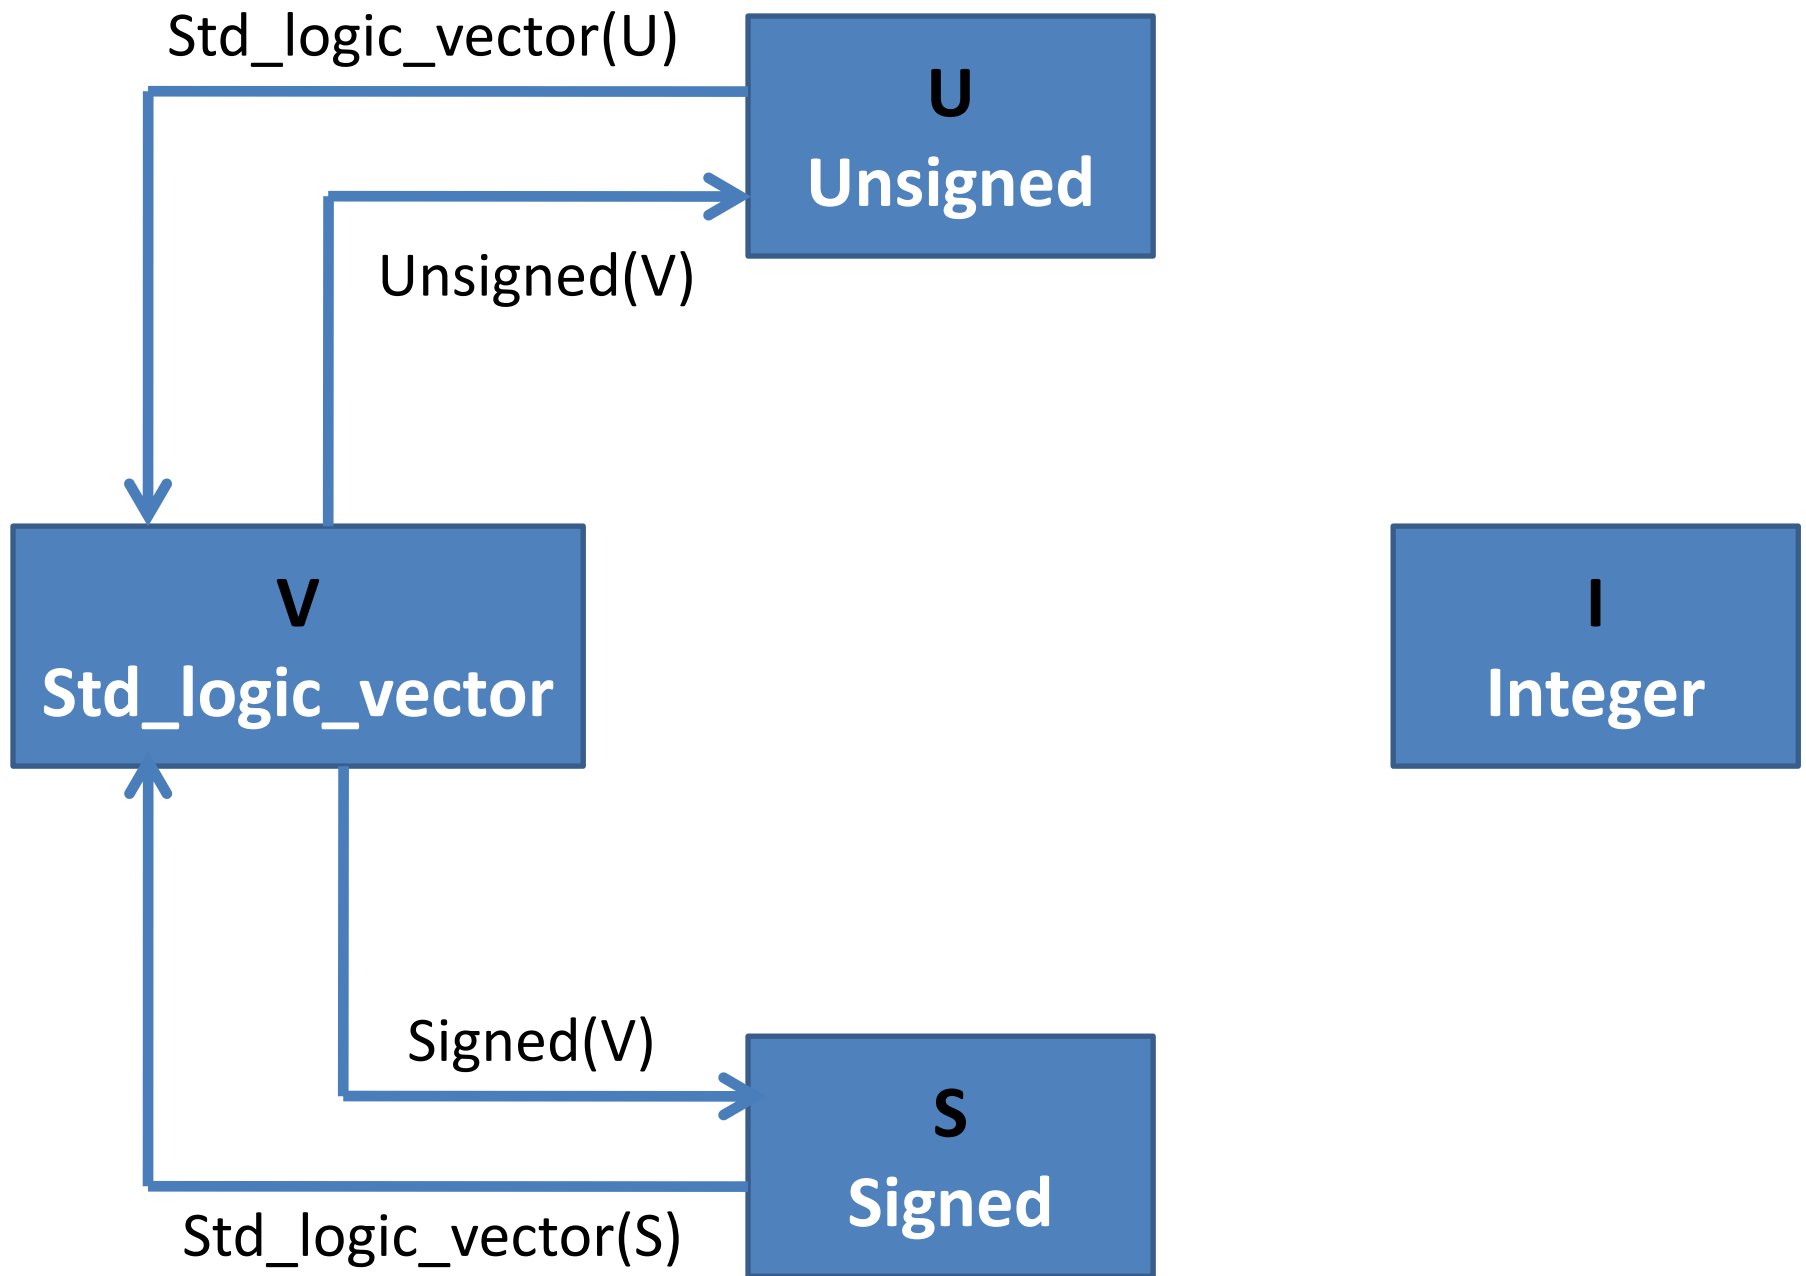 Std_logic_vector(U)
U
Unsigned
Unsigned(V)
V
Std_logic_vector
I
Integer
Signed(V)
S
Signed
Std_logic_vector(S)